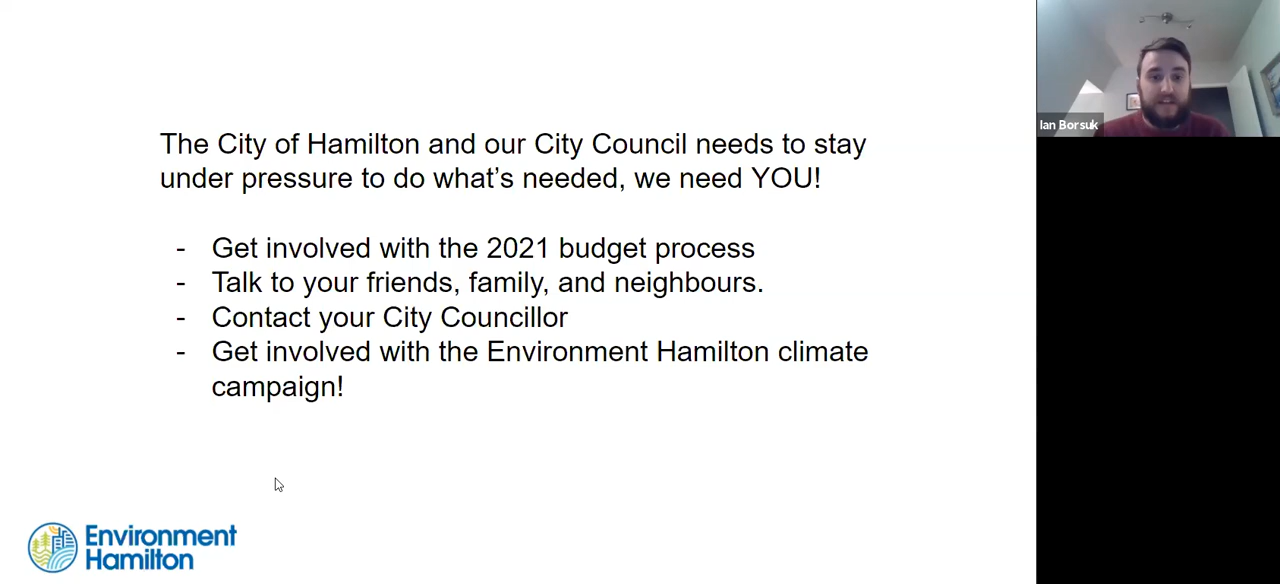 The City of Hamilton and our City Council needs to stay
under pressure to do what's needed, we need YOU!
- Get involved with the 2021 budget process
- Talk to your friends, family, and neighbours.
- Contact your City Councillor
- Get involved with the Environment Hamilton climate
campaign!
Environment
Hamilton
Ian Borsuk